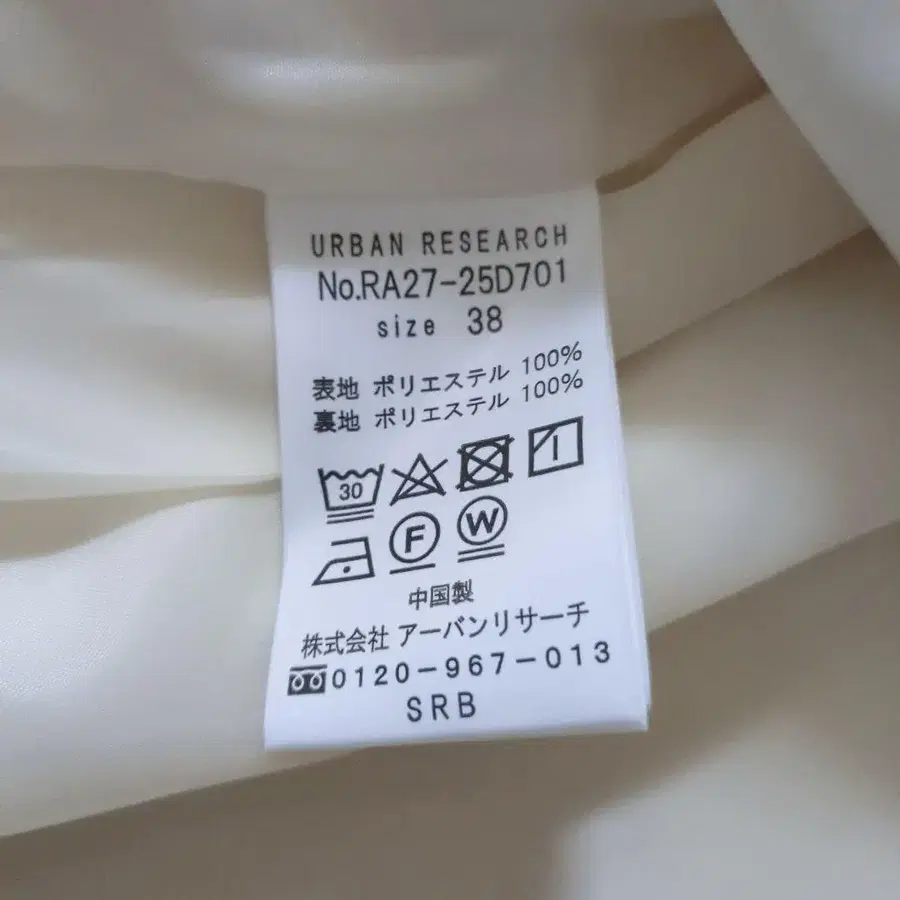 URBAN RESEARCH
No.RA27-25D701
size 38
表地 ポリエステル 100%
裏地 ポリエステル 100%
30
F W
中国製
株式会社 アーバンリサーチ
0120-967-013
SRB